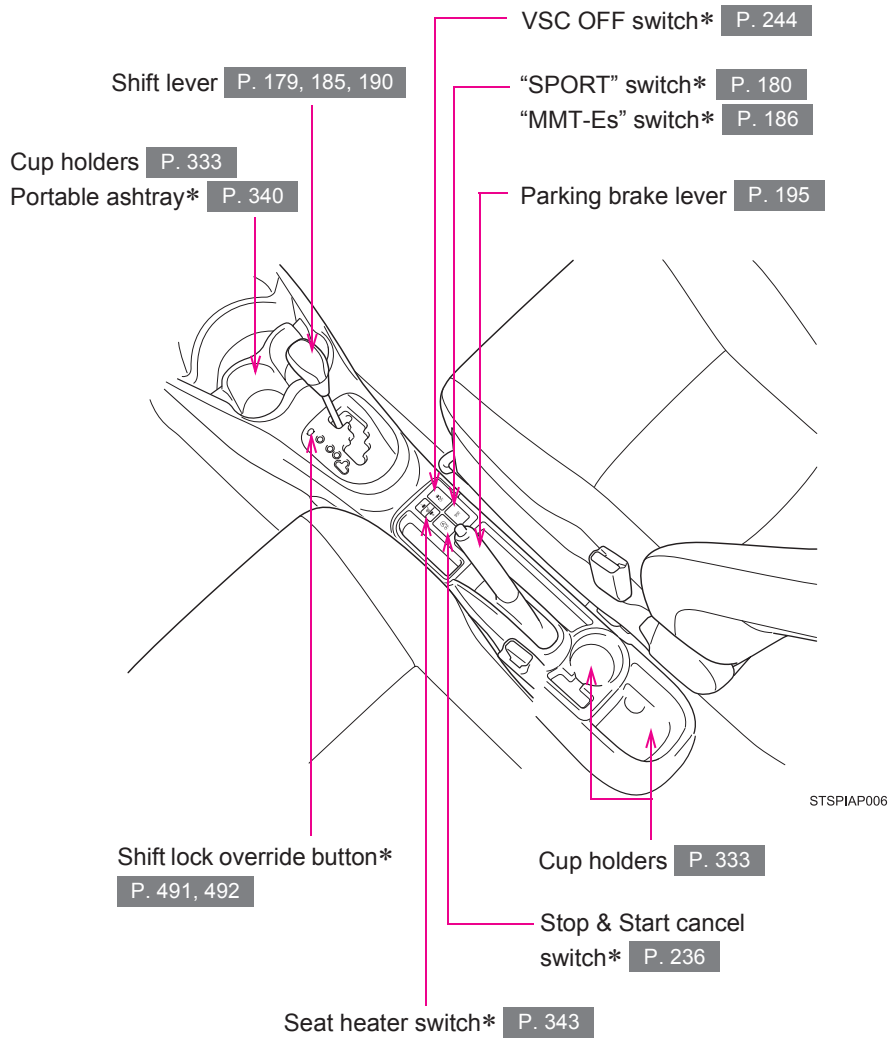 VSC OFF switch* P. 244
Shift lever P. 179, 185, 190
“SPORT” switch* P. 180
“MMT-Es” switch* P. 186
Cup holders P. 333
Portable ashtray* P. 340
Parking brake lever P. 195
STSPIAP006
Shift lock override button*
P. 491, 492
Cup holders P. 333
Stop & Start cancel
switch* P. 236
Seat heater switch* P. 343